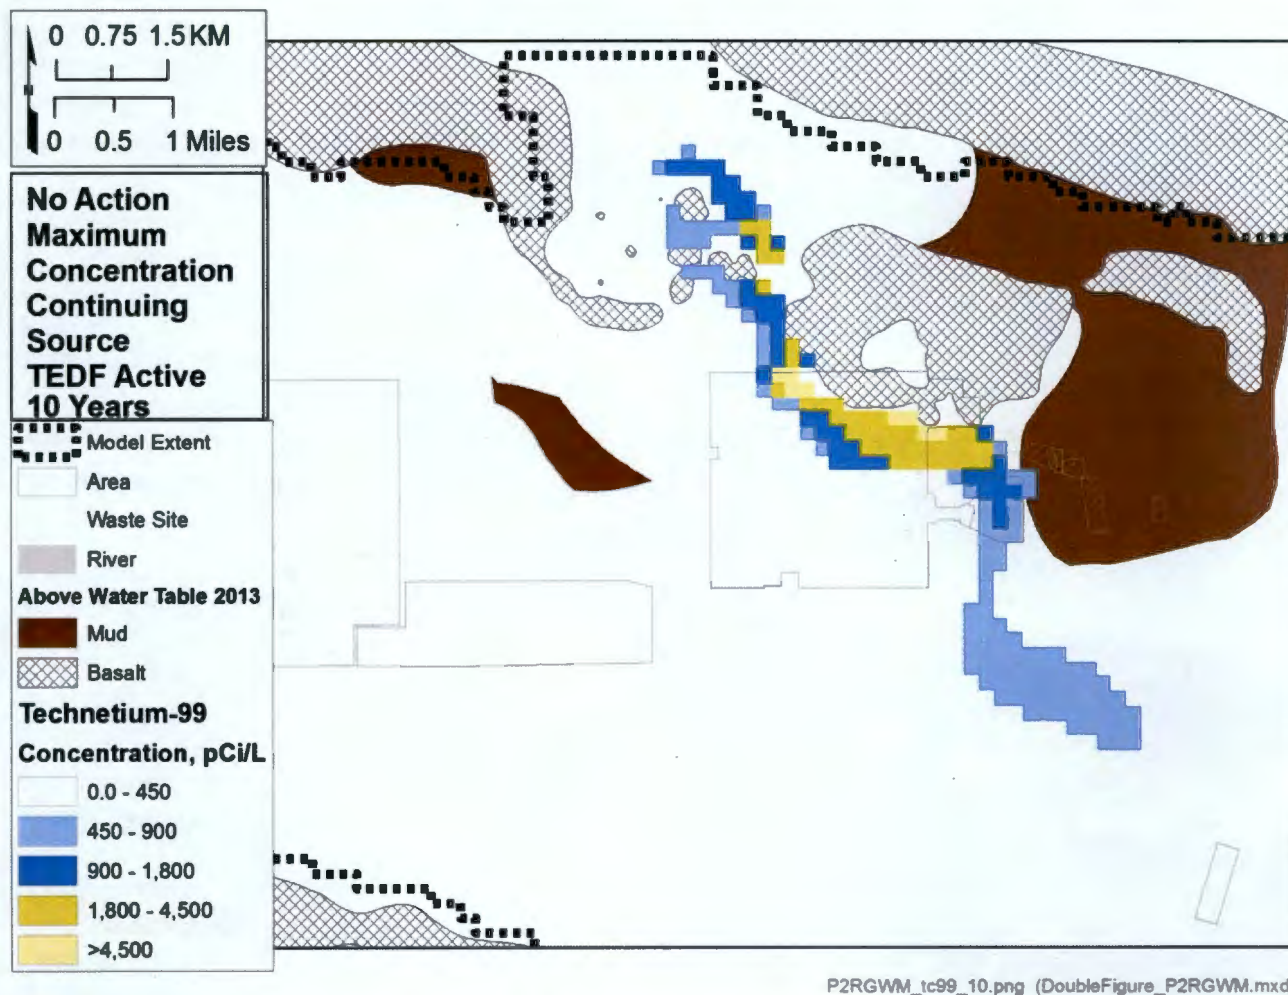 0 0.75 1.5 KM
0 0.5 1 Miles
No Action
Maximum
Concentration
Continuing
Source
TEDF Active
10 Years
Model Extent
Area
Waste Site
River
Above Water Table 2013
Mud
Basalt
Technetium-99
Concentration, pCi/L
0.0 - 450
450 - 900
900 - 1,800
1,800 - 4,500
>4,500
P2RGWM_tc99_10.png (DoubleFigure_P2RGWM.mxd